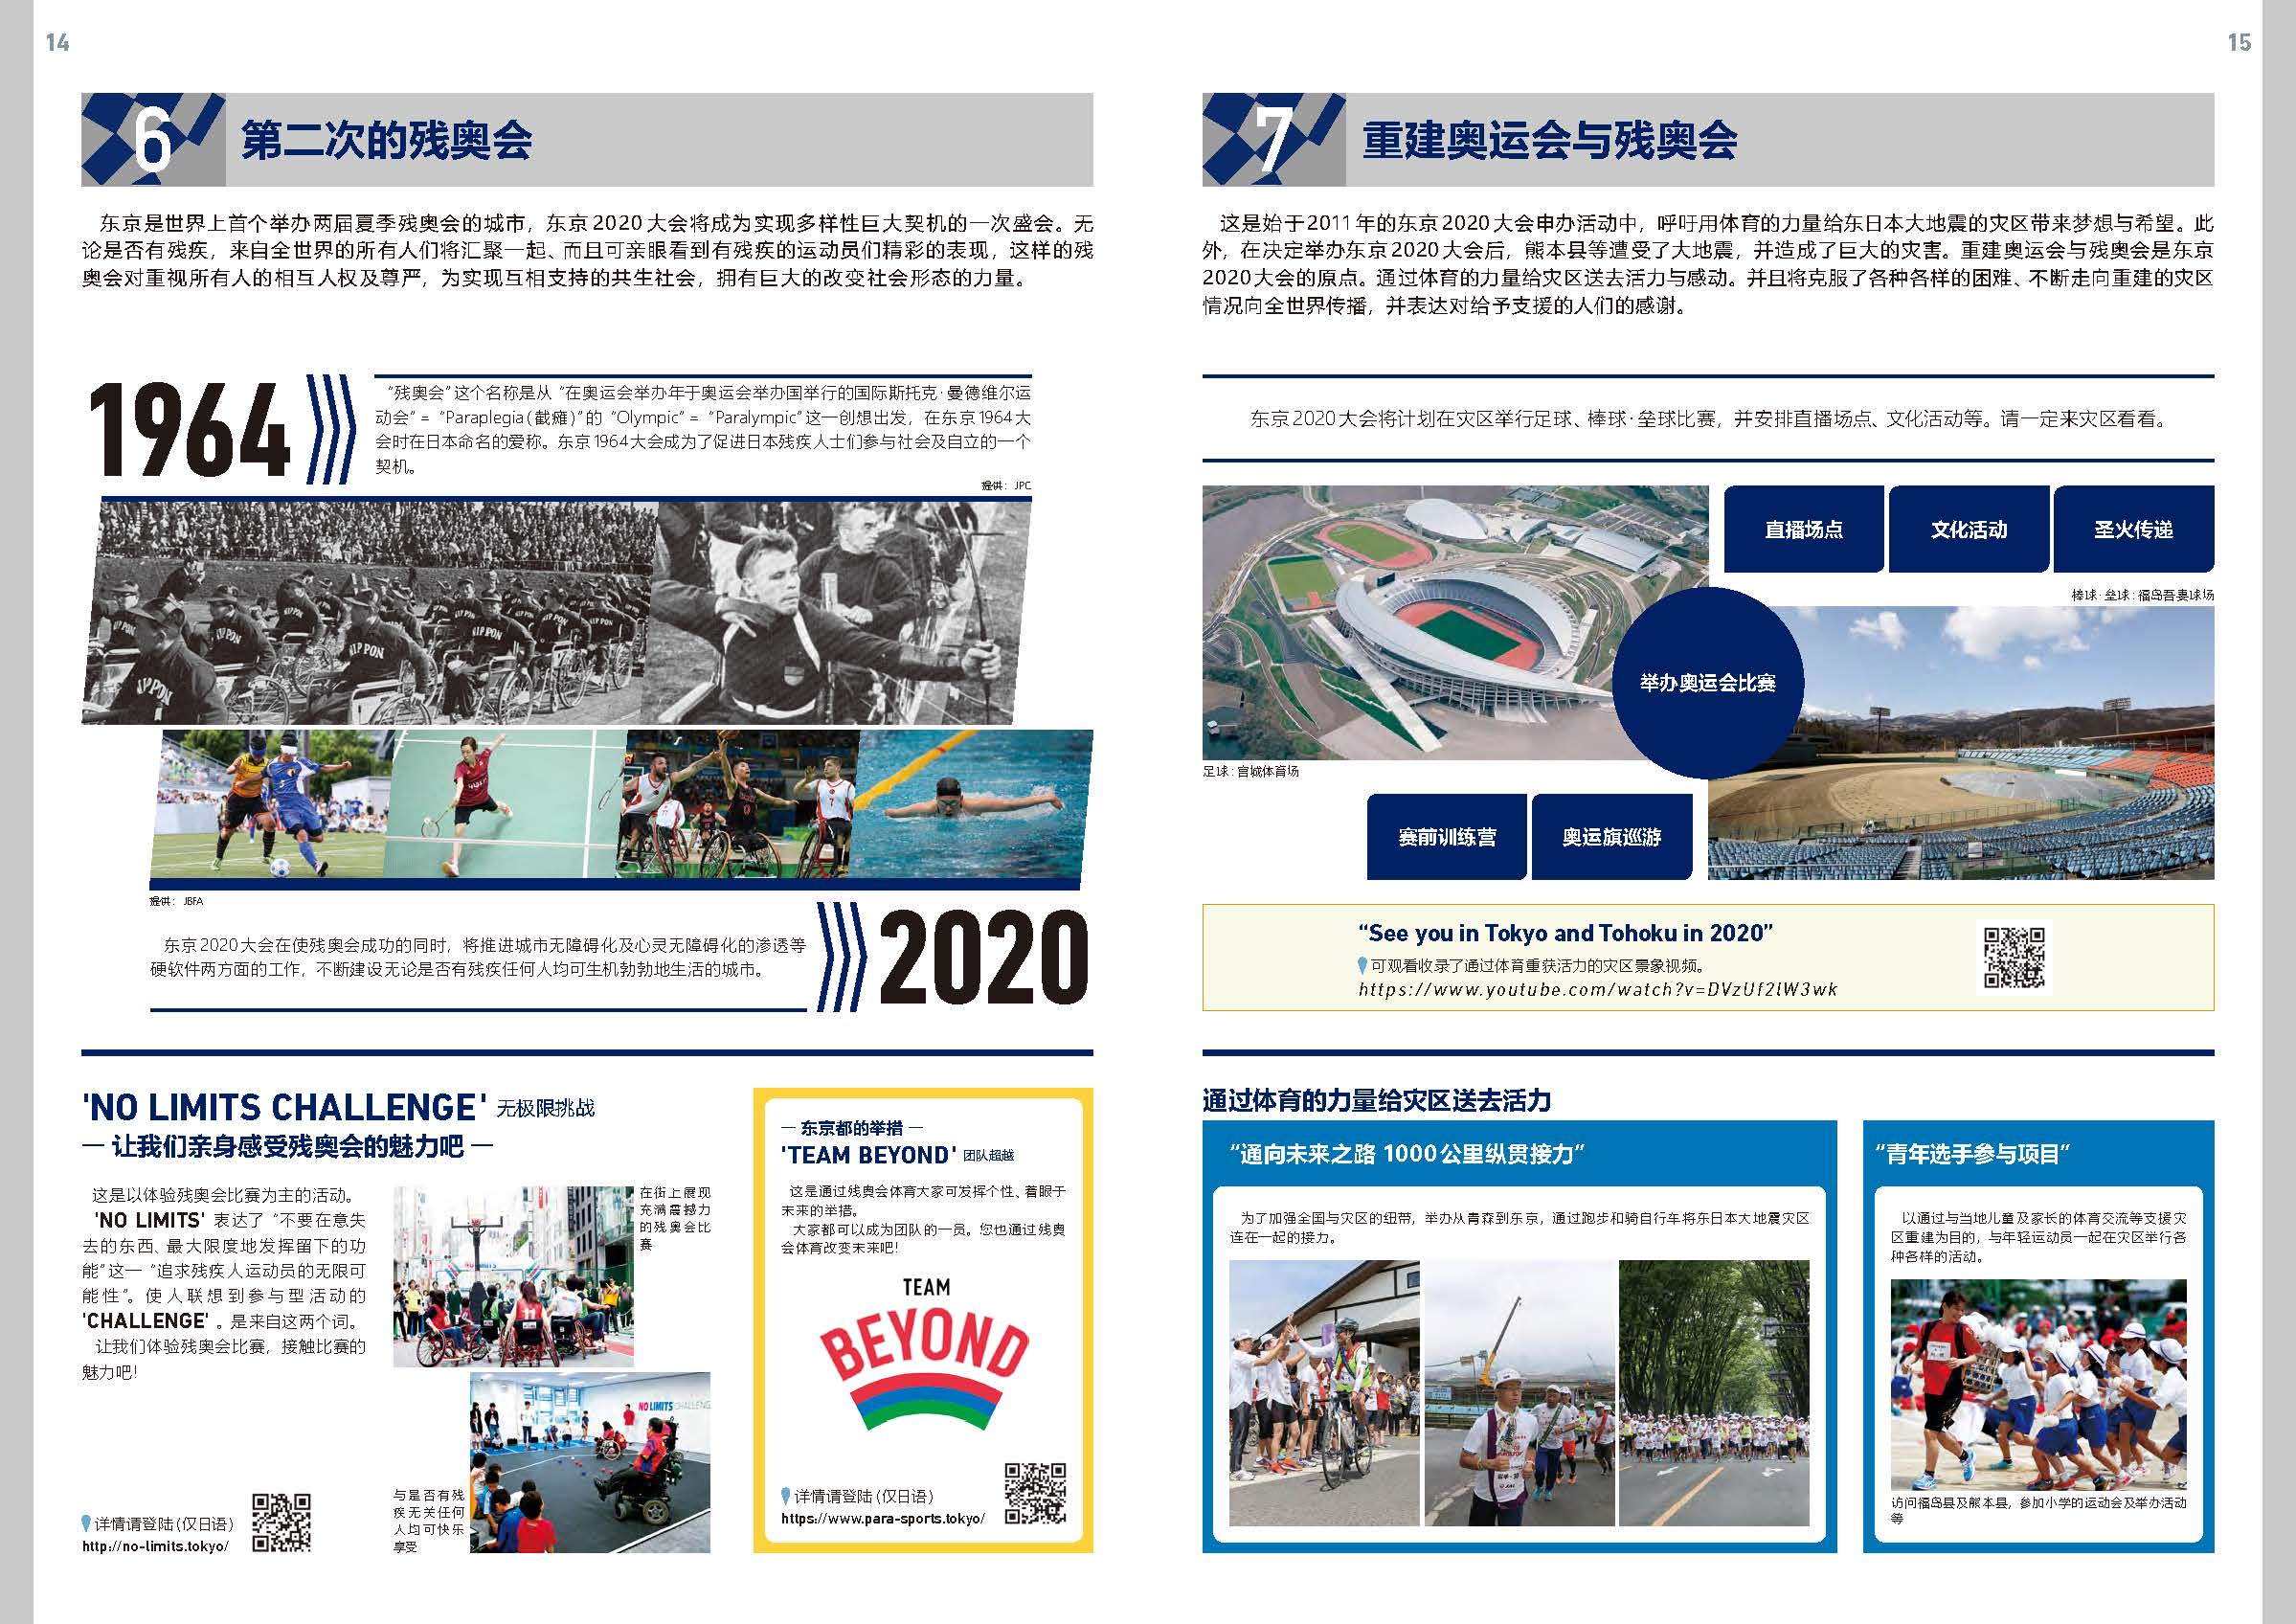 14
6
第二次的残奥会
东京是世界上首个举办两届夏季残奥会的城市，东京2020大会将成为实现多样性巨大契机的一次盛会。无
论是否有残疾，来自全世界的所有人们将汇聚一起、而且可亲眼看到有残疾的运动员们精彩的表现，这样的残
奥会对重视所有人的相互人权及尊严，为实现互相支持的共生社会，拥有巨大的改变社会形态的力量。
1964
“残奥会”这个名称是从“在奥运会举办年于奥运会举办国举行的国际斯托克·曼德维尔运
动会”=“Paraplegia(截瘫)”的“Olympic”=“Paralympic”这一创想出发，在东京1964大
会时在日本命名的爱称。东京1964大会成为了促进日本残疾人士们参与社会及自立的一个
契机。
提供：JPC
NIPPON
提供：JBFA
东京2020大会在使残奥会成功的同时，将推进城市无障碍化及心灵无障碍化的渗透等
硬软件两方面的工作，不断建设无论是否有残疾任何人均可生机勃勃地生活的城市。
2020
'NO LIMITS CHALLENGE' 无极限挑战
— 让我们亲身感受残奥会的魅力吧 —
这是以体验残奥会比赛为主的活动。
'NO LIMITS' 表达了“不要在意失
去的东西、最大限度地发挥留下的功
能”这一“追求残疾人运动员的无限可
能性”。使人联想到参与型活动的
'CHALLENGE'。是来自这两个词。
让我们体验残奥会比赛，接触比赛的
魅力吧！
详情请登陆(仅日语)
http://no-limits.tokyo/
在街上展现
充满震撼力
的残奥会比
赛
NO LIMITS CHALLENGE
与是否有残
疾无关任何
人均可快乐
享受
— 东京都的举措 —
'TEAM BEYOND' 团队超越
这是通过残奥会体育大家可发挥个性、着眼于
未来的举措。
大家都可以成为团队的一员。您也通过残奥
会体育改变未来吧！
TEAM
BEYOND
详情请登陆(仅日语)
https://www.para-sports.tokyo/
15
7
重建奥运会与残奥会
这是始于2011年的东京2020大会申办活动中，呼吁用体育的力量给东日本大地震的灾区带来梦想与希望。此
外，在决定举办东京2020大会后，熊本县等遭受了大地震，并造成了巨大的灾害。重建奥运会与残奥会是东京
2020大会的原点。通过体育的力量给灾区送去活力与感动。并且将克服了各种各样的困难、不断走向重建的灾区
情况向全世界传播，并表达对给予支援的人们的感谢。
东京2020大会将计划在灾区举行足球、棒球·垒球比赛，并安排直播场点、文化活动等。请一定来灾区看看。
直播场点
文化活动
圣火传递
棒球·垒球：福岛吾妻球场
举办奥运会比赛
足球：宫城体育场
赛前训练营
奥运旗巡游
“See you in Tokyo and Tohoku in 2020”
可观看收录了通过体育重获活力的灾区景象视频。
https://www.youtube.com/watch?v=DVzUf2lW3wk
通过体育的力量给灾区送去活力
“通向未来之路 1000公里纵贯接力”
为了加强全国与灾区的纽带，举办从青森到东京，通过跑步和骑自行车将东日本大地震灾区
连在一起的接力。
“青年选手参与项目”
以通过与当地儿童及家长的体育交流等支援灾
区重建为目的，与年轻运动员一起在灾区举行各
种各样的活动。
访问福岛县及熊本县，参加小学的运动会及举办活动
等